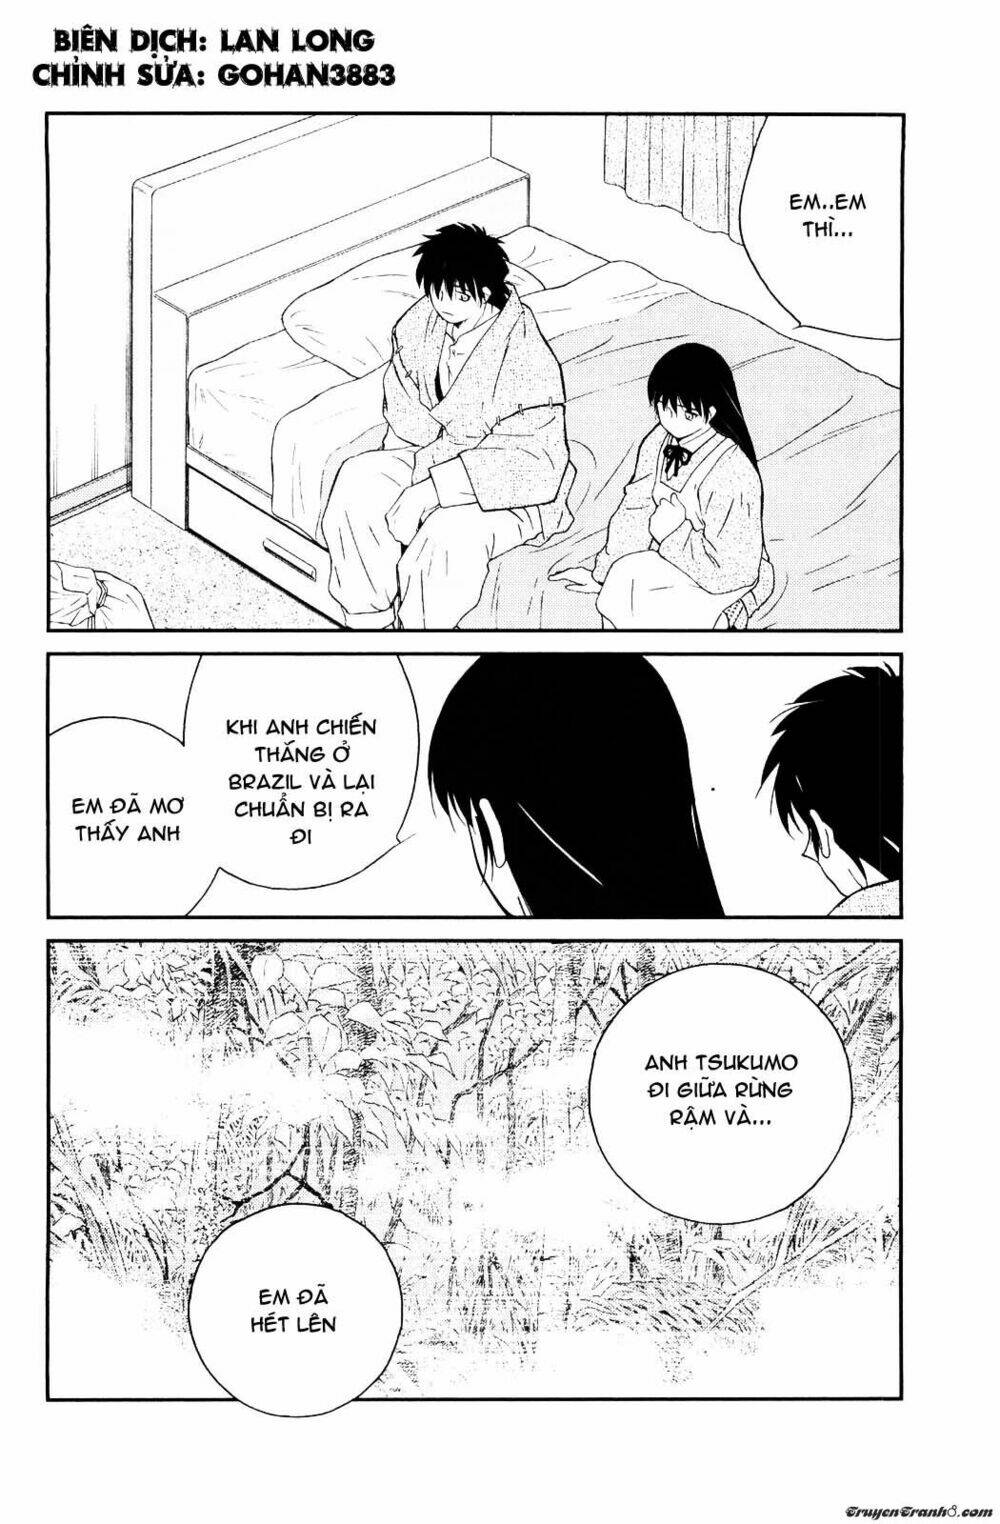 BIÊN DỊCH: LAN LONG
CHỈNH SỬA: GOHAN3883
EM..EM
THÌ...
KHI ANH CHIẾN
THẮNG Ở
BRAZIL VÀ LẠI
CHUẨN BỊ RA
ĐI
EM ĐÃ MƠ
THẤY ANH
ANH TSUKUMO
ĐI GIỮA RỪNG
RẬM VÀ...
EM ĐÃ
HÉT LÊN
TruyenTranh8.com